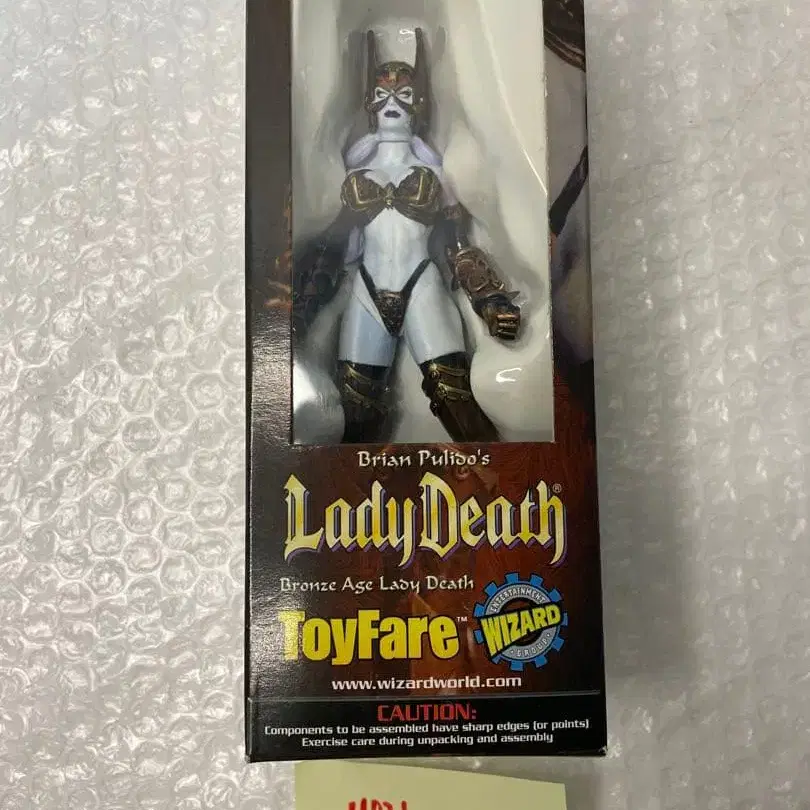 Brian Pulido's
Lady Death®
Bronze Age Lady Death
ToyFare™
ENTERTAINMENT
WIZARD
GROUP
www.wizardworld.com
CAUTION:
Components to be assembled have sharp edges (or points)
Exercise care during unpacking and assembly